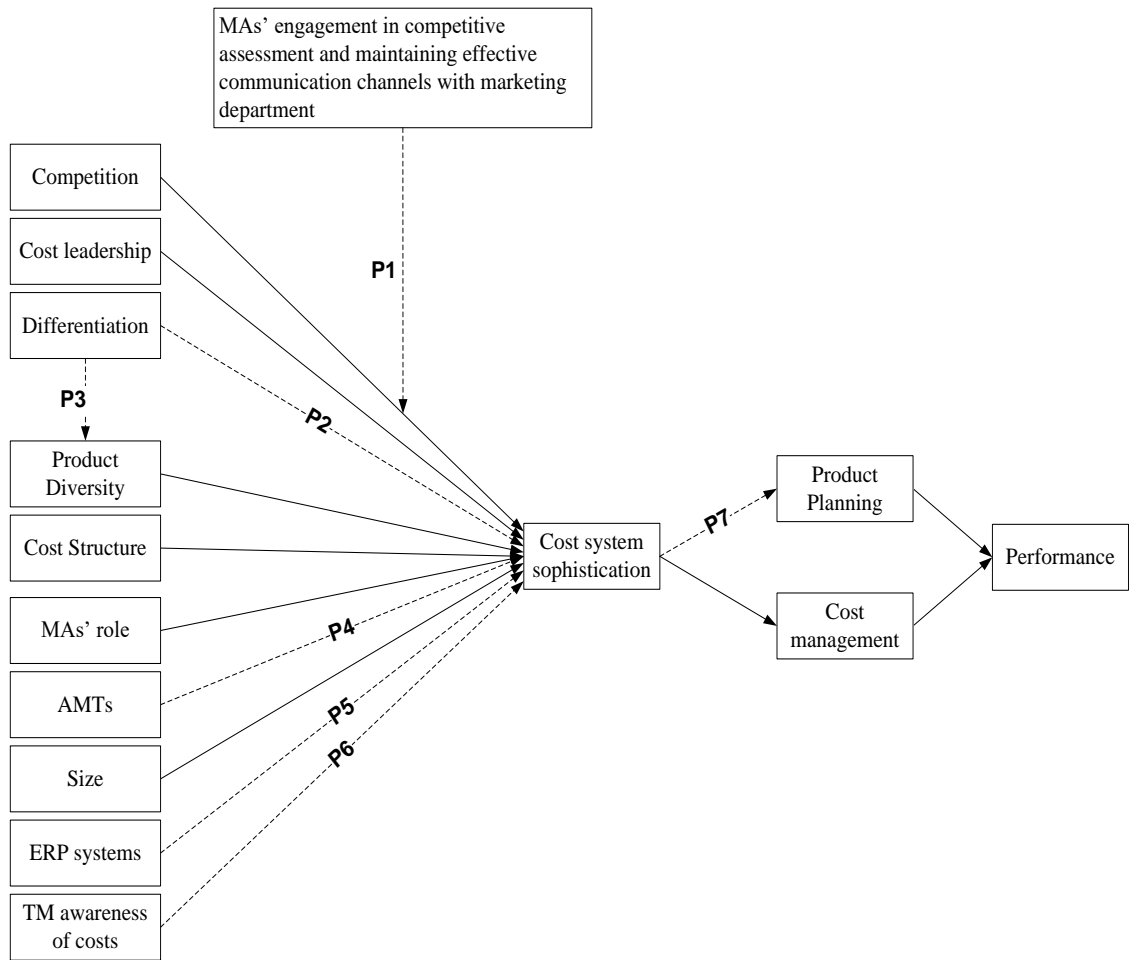 MAs’ engagement in competitive
assessment and maintaining effective
communication channels with marketing
department
Competition
Cost leadership
P1
Differentiation
P3
P2
Product
Diversity
Cost Structure
Cost system
sophistication
P7
Product
Planning
Performance
Cost
management
MAs’ role
P4
AMTs
P5
Size
P6
ERP systems
TM awareness
of costs